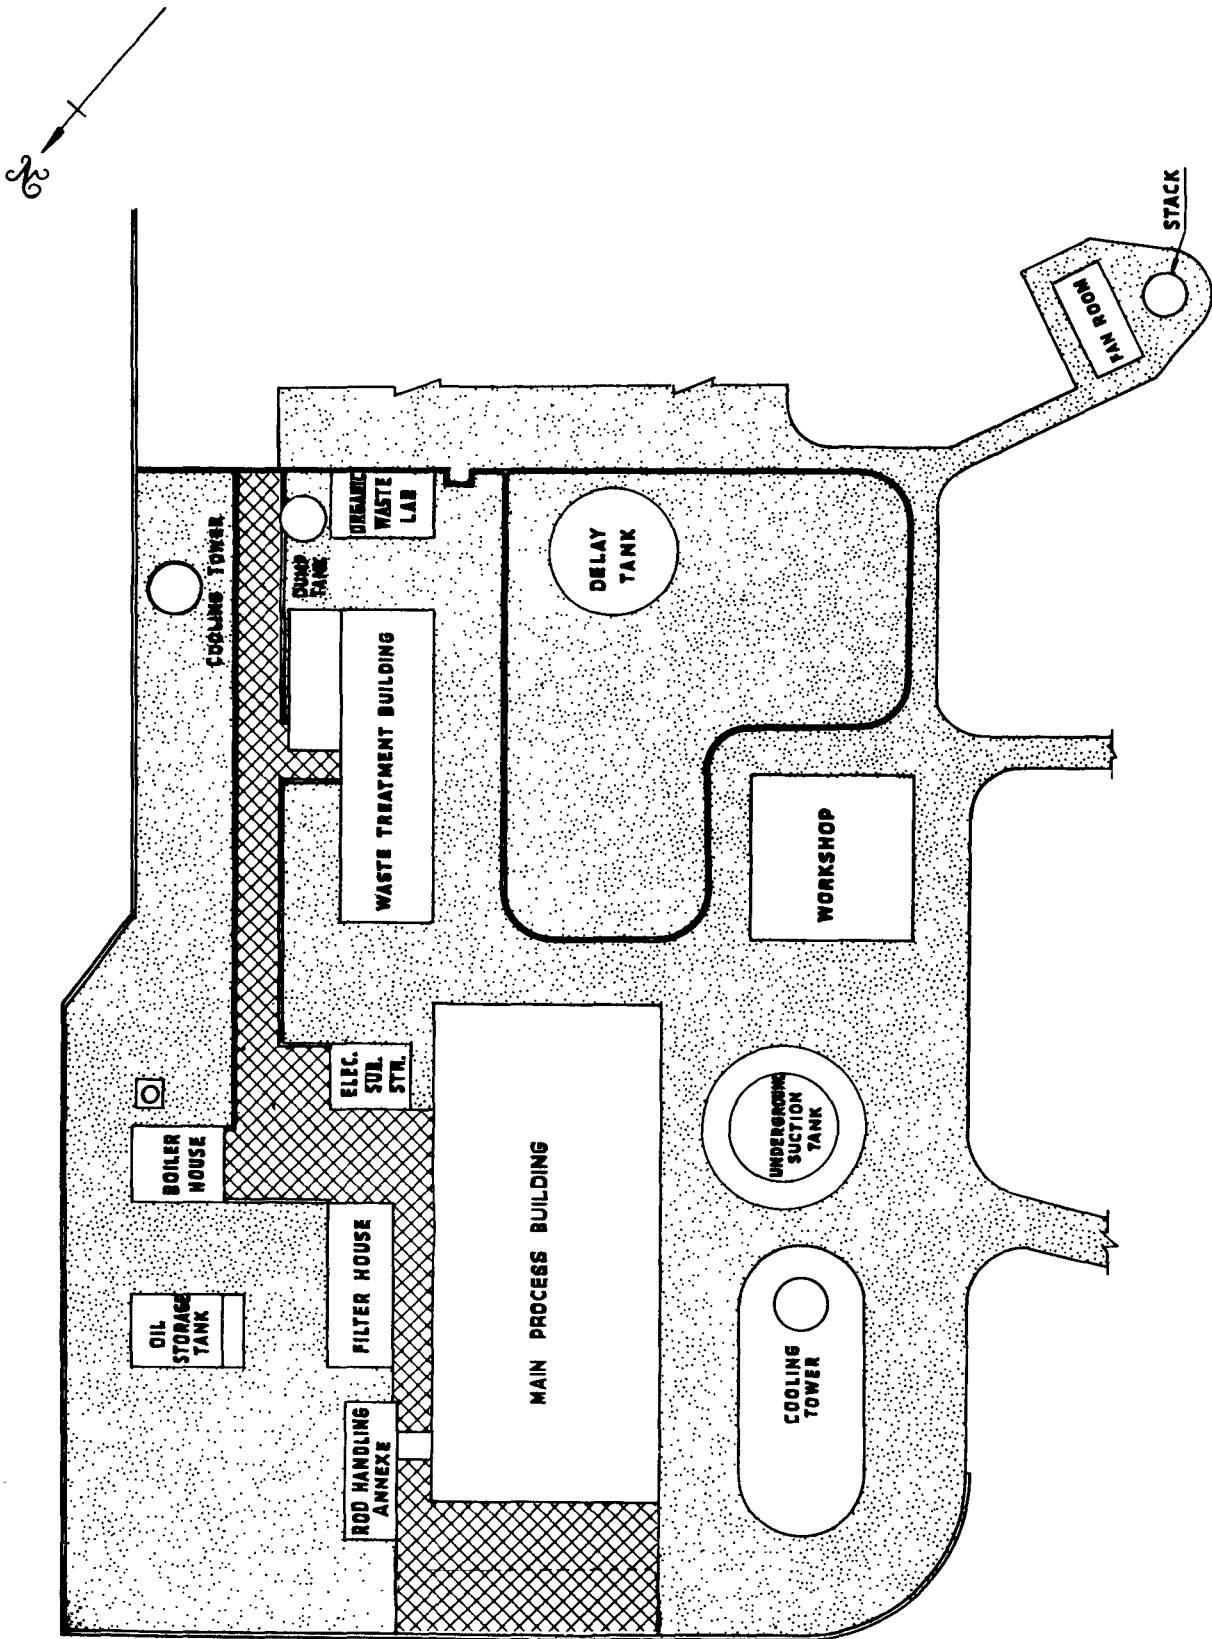 N
STACK
FAN ROOM
COOLING TOWER
DUMP
TANK
ORGANIC
WASTE
LAB
DELAY
TANK
WASTE TREATMENT BUILDING
WORKSHOP
ELEC.
SUB.
STN.
BOILER
HOUSE
UNDERGROUND
SUCTION
TANK
MAIN PROCESS BUILDING
FILTER HOUSE
OIL
STORAGE
TANK
COOLING
TOWER
ROD HANDLING
ANNEXE